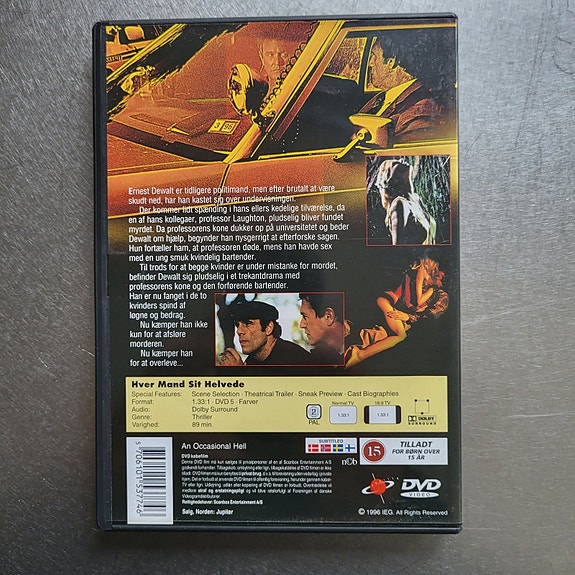 Ernest Dewalt er tidligere politimand, men efter brutalt at være
skudt ned, har han kastet sig over undervisningen.
Der kommer lidt spænding i hans ellers kedelige tilværelse, da
en af hans kollegaer, professor Laughton, pludselig bliver fundet
myrdet. Da professorens kone dukker op på universitetet og beder
Dewalt om hjælp, begynder han nysgerrigt at efterforske sagen.
Hun fortæller ham, at professoren døde, mens han havde sex
med en ung smuk kvindelig bartender.
Til trods for at begge kvinder er under mistanke for mordet,
befinder Dewalt sig pludselig i et trekantdrama med
professorens kone og den forførende bartender.
Han er nu fanget i de to
kvinders spind af
løgne og bedrag.
Nu kæmper han ikke
kun for at afsløre
morderen.
Nu kæmper han
for at overleve...
Hver Mand Sit Helvede
Special Features: Scene Selection · Theatrical Trailer · Sneak Preview · Cast Biographies
Format: 1.33:1 · DVD 5 · Farver
Audio: Dolby Surround
Genre: Thriller
Varighed: 89 min.
2
PAL
Normal TV
1.33:1
16:9 TV
1.33:1
DOLBY
SURROUND
5706101337746
An Occasional Hell
DVD købefilm
Rettighedshaver: Scanbox Entertainment A/S
Salg, Norden: Jupiter
SUBTITLED
nCb
15
TILLADT
FOR BØRN OVER
15 ÅR
DVD
VIDEO
© 1996 IEG. All Rights Reserved